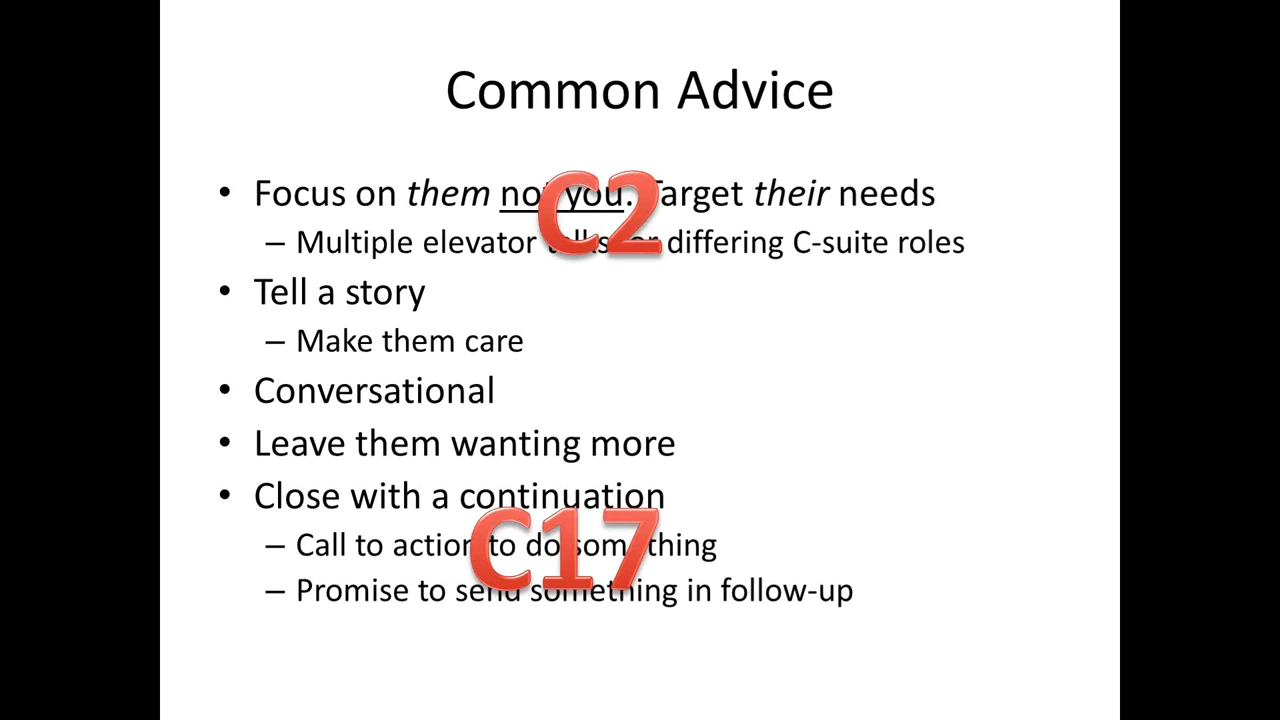 Common Advice
• Focus on them not you. Target their needs
– Multiple elevator talks for differing C-suite roles
C2
• Tell a story
– Make them care
• Conversational
• Leave them wanting more
• Close with a continuation
– Call to action to do something
C17
– Promise to send something in follow-up